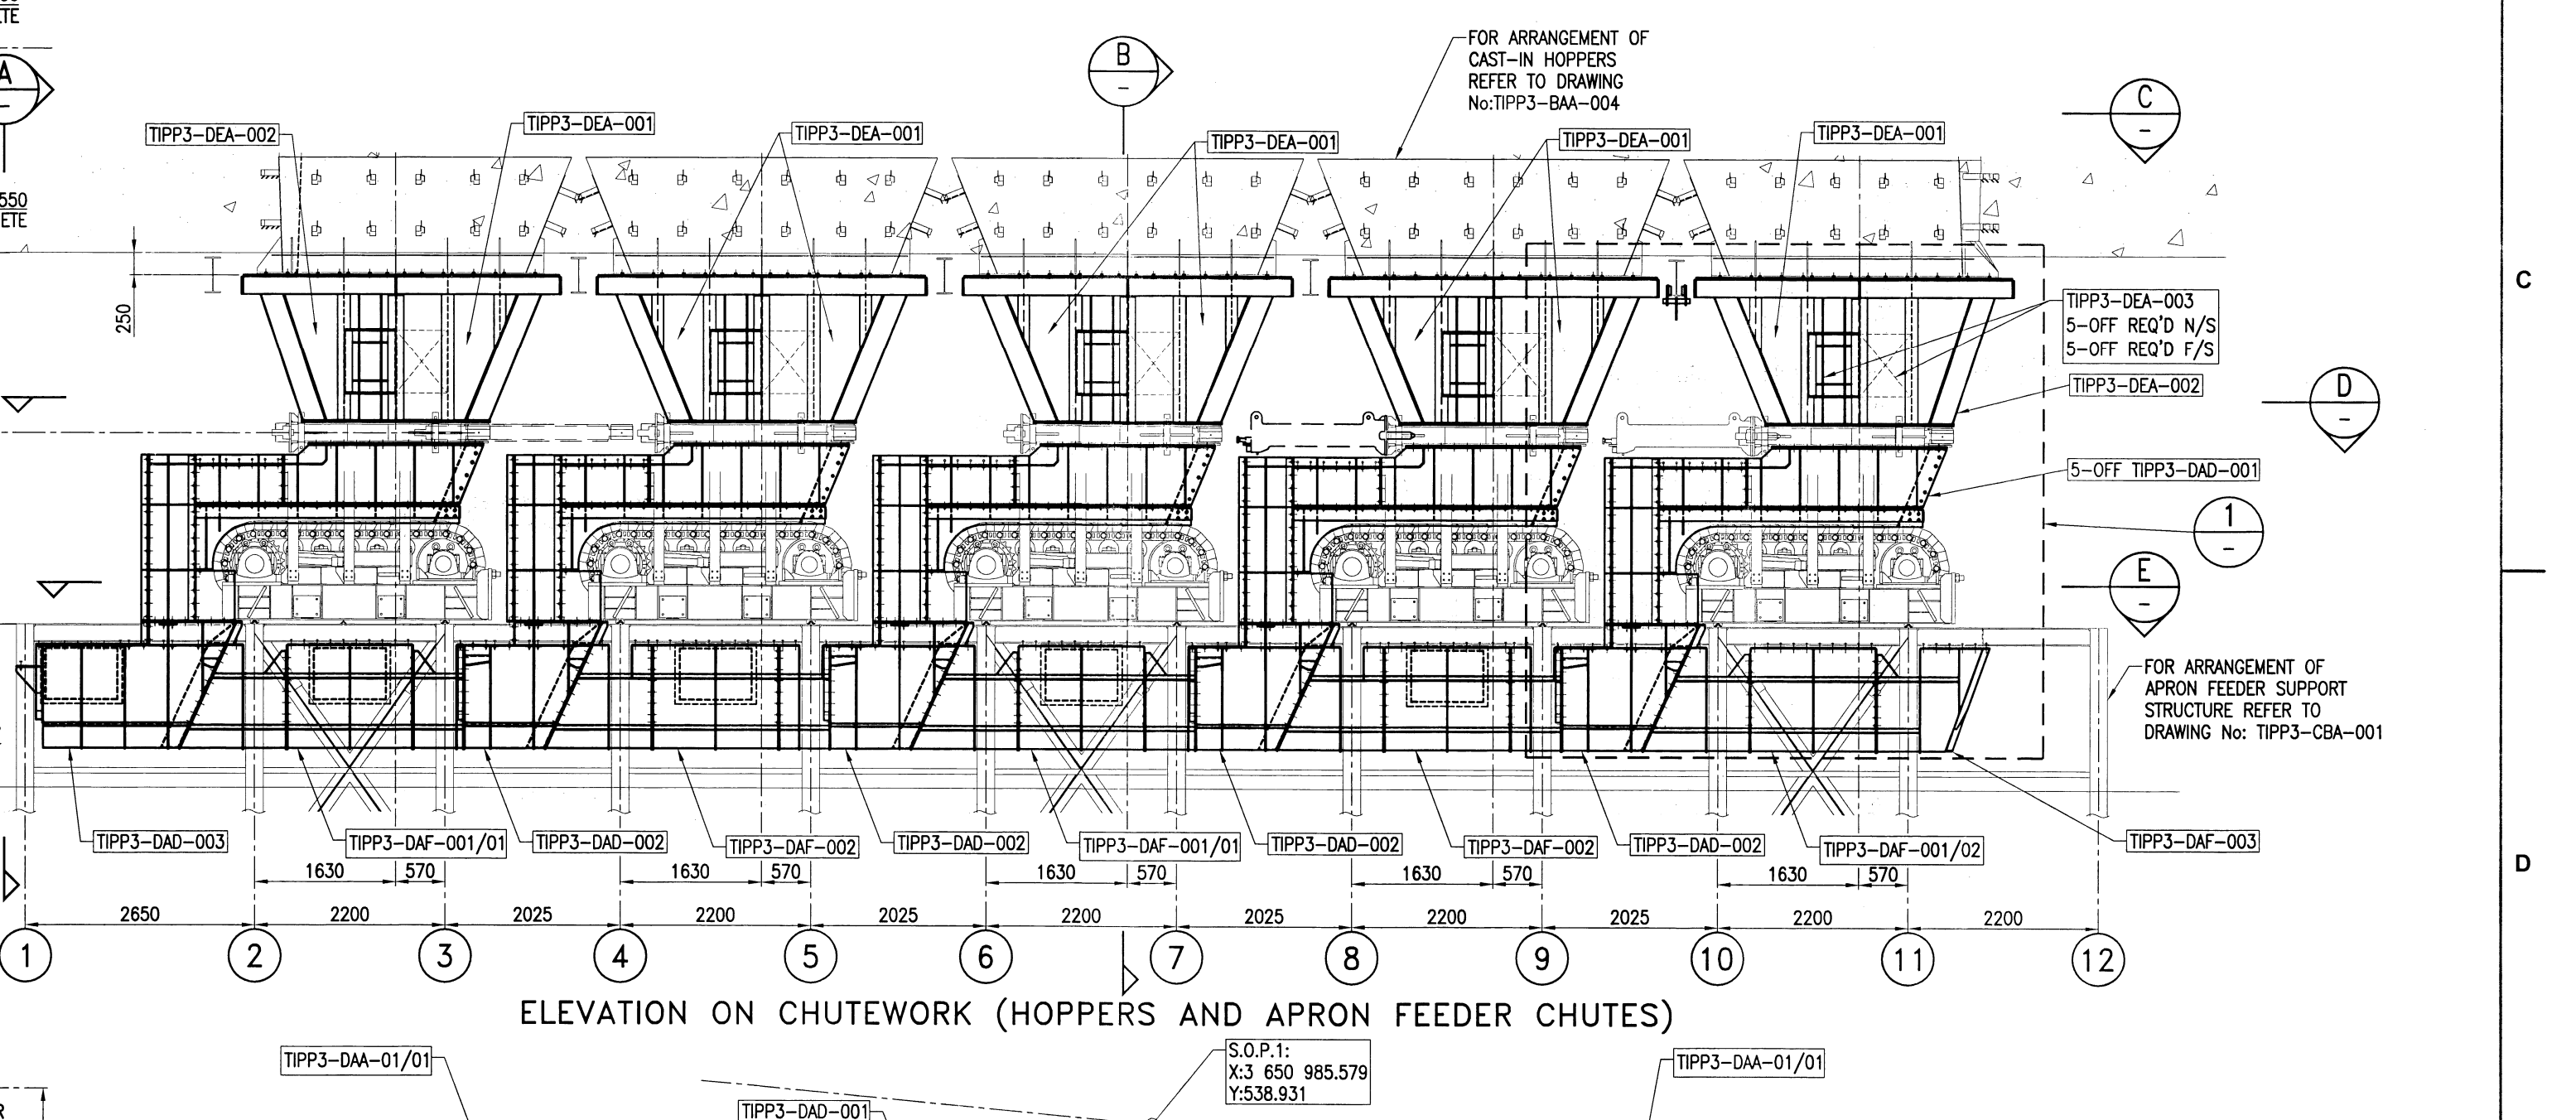 ETE
A
-
550
ETE
B
-
FOR ARRANGEMENT OF
CAST-IN HOPPERS
REFER TO DRAWING
No:TIPP3-BAA-004
C
-
TIPP3-DEA-002
TIPP3-DEA-001
TIPP3-DEA-001
TIPP3-DEA-001
TIPP3-DEA-001
TIPP3-DEA-001
250
C
TIPP3-DEA-003
5-OFF REQ'D N/S
5-OFF REQ'D F/S
TIPP3-DEA-002
D
-
5-OFF TIPP3-DAD-001
1
-
E
-
FOR ARRANGEMENT OF
APRON FEEDER SUPPORT
STRUCTURE REFER TO
DRAWING No: TIPP3-CBA-001
TIPP3-DAD-003
TIPP3-DAF-001/01
TIPP3-DAD-002
TIPP3-DAF-002
TIPP3-DAD-002
TIPP3-DAF-001/01
TIPP3-DAD-002
TIPP3-DAF-002
TIPP3-DAD-002
TIPP3-DAF-001/02
TIPP3-DAF-003
D
1630 570 1630 570 1630 570 1630 570 1630 570
2650 2200 2025 2200 2025 2200 2025 2200 2025 2200 2200
1 2 3 4 5 6 7 8 9 10 11 12
ELEVATION ON CHUTEWORK (HOPPERS AND APRON FEEDER CHUTES)
TIPP3-DAA-01/01
S.O.P.1:
X:3 650 985.579
Y:538.931
TIPP3-DAA-01/01
TIPP3-DAD-001
R